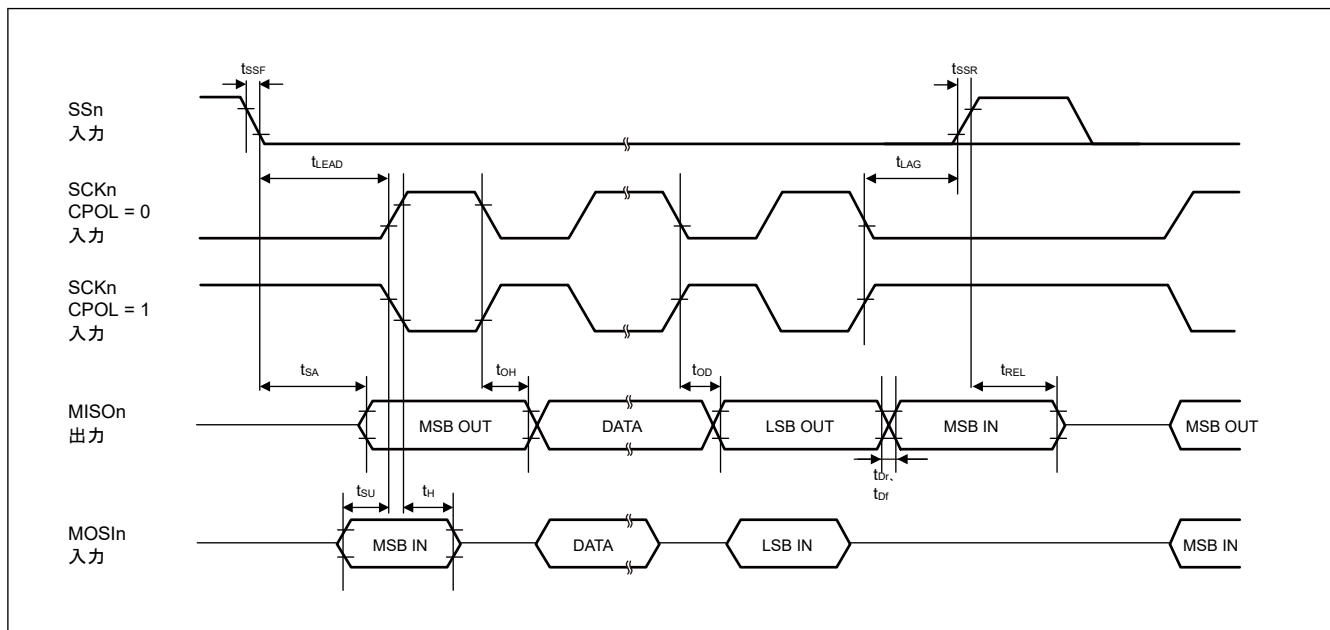 tSSF
tSSR
SSn
入力
tLEAD
tLAG
SCKn
CPOL = 0
入力
SCKn
CPOL = 1
入力
tSA
tOH
tOD
tREL
MISOn
出力
MSB OUT
DATA
LSB OUT
MSB IN
MSB OUT
tDr、
tDf
tSU
tH
MOSIn
入力
MSB IN
DATA
LSB IN
MSB IN